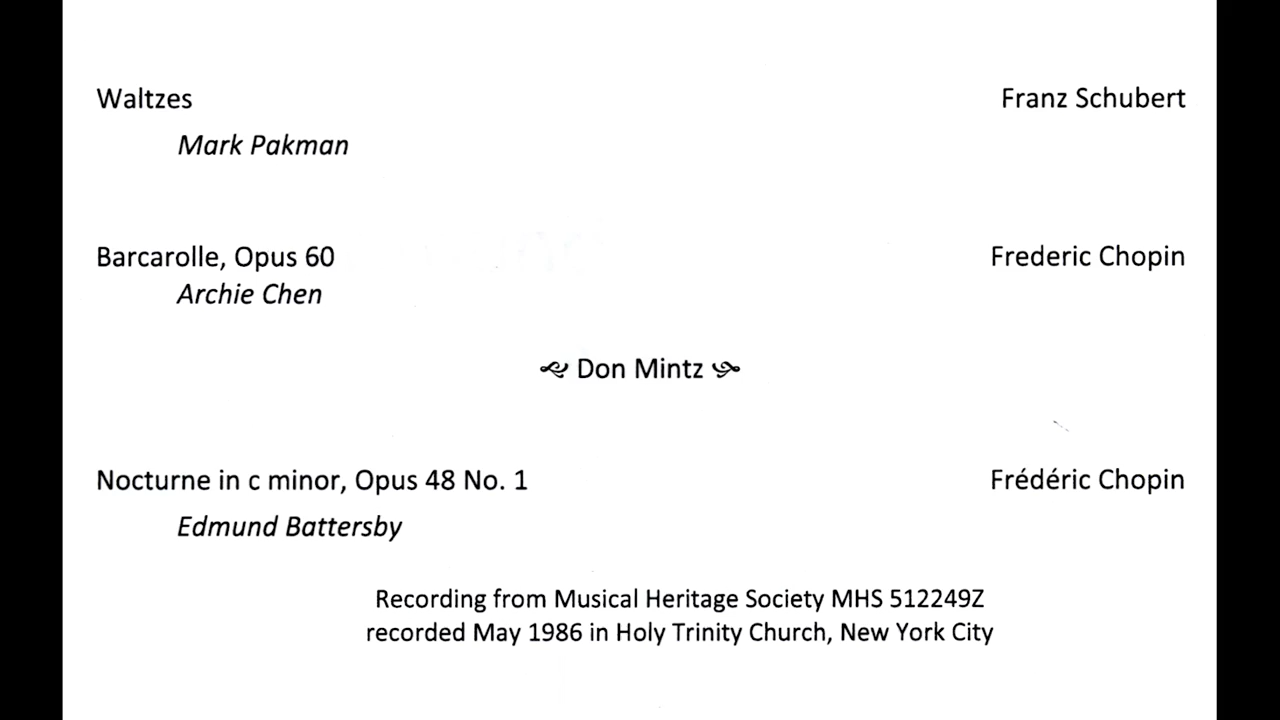 Waltzes Franz Schubert
Mark Pakman
Barcarolle, Opus 60 Frederic Chopin
Archie Chen
Don Mintz
Nocturne in c minor, Opus 48 No. 1 Frédéric Chopin
Edmund Battersby
Recording from Musical Heritage Society MHS 512249Z
recorded May 1986 in Holy Trinity Church, New York City